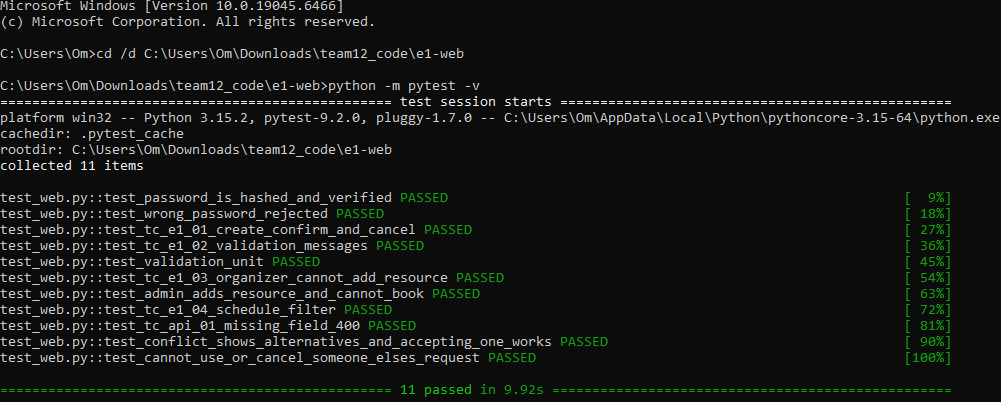 Microsoft Windows [Version 10.0.19045.6466]
(c) Microsoft Corporation. All rights reserved.
C:\Users\Om>cd /d C:\Users\Om\Downloads\team12_code\e1-web
C:\Users\Om\Downloads\team12_code\e1-web>python -m pytest -v
================================================= test session starts =================================================
platform win32 -- Python 3.15.2, pytest-9.2.0, pluggy-1.7.0 -- C:\Users\Om\AppData\Local\Python\pythoncore-3.15-64\python.exe
cachedir: .pytest_cache
rootdir: C:\Users\Om\Downloads\team12_code\e1-web
collected 11 items
test_web.py::test_password_is_hashed_and_verified PASSED [  9%]
test_web.py::test_wrong_password_rejected PASSED [ 18%]
test_web.py::test_tc_e1_01_create_confirm_and_cancel PASSED [ 27%]
test_web.py::test_tc_e1_02_validation_messages PASSED [ 36%]
test_web.py::test_validation_unit PASSED [ 45%]
test_web.py::test_tc_e1_03_organizer_cannot_add_resource PASSED [ 54%]
test_web.py::test_admin_adds_resource_and_cannot_book PASSED [ 63%]
test_web.py::test_tc_e1_04_schedule_filter PASSED [ 72%]
test_web.py::test_tc_api_01_missing_field_400 PASSED [ 81%]
test_web.py::test_conflict_shows_alternatives_and_accepting_one_works PASSED [ 90%]
test_web.py::test_cannot_use_or_cancel_someone_elses_request PASSED [100%]
================================================= 11 passed in 9.92s ==================================================